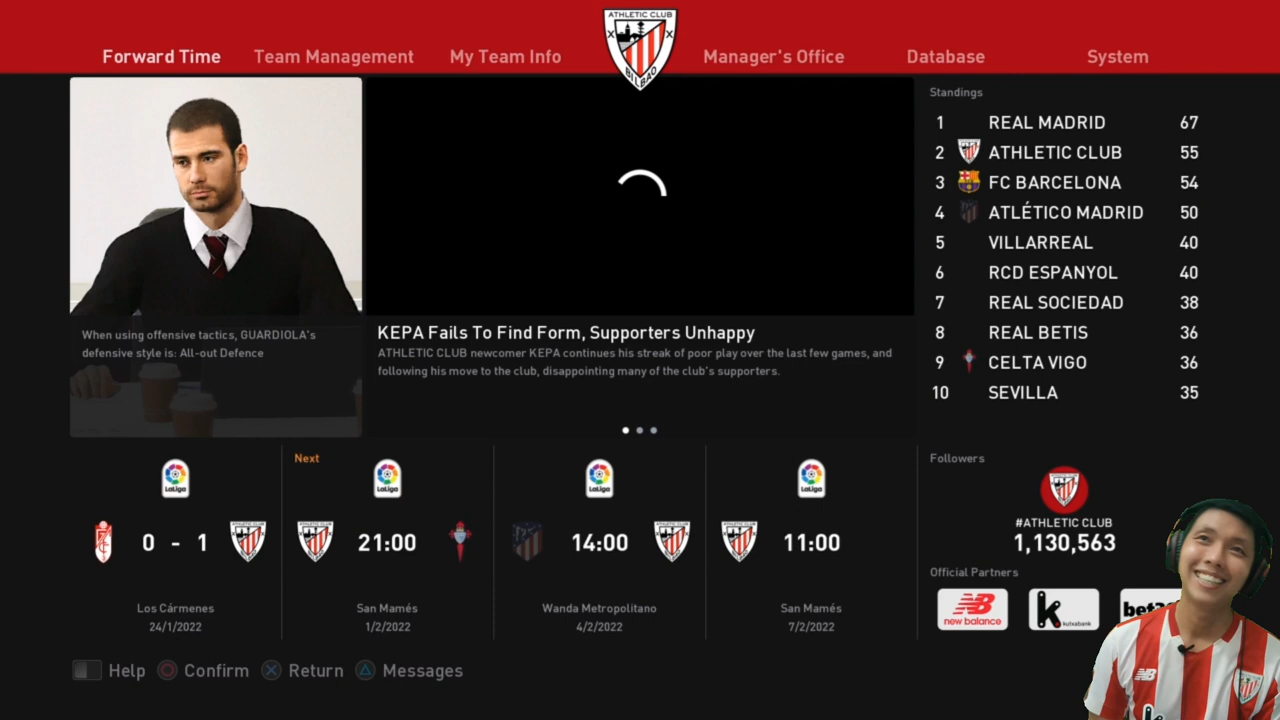 ATHLETIC CLUB
BILBAO
Forward Time
Team Management
My Team Info
Manager's Office
Database
System
When using offensive tactics, GUARDIOLA's
defensive style is: All-out Defence
KEPA Fails To Find Form, Supporters Unhappy
ATHLETIC CLUB newcomer KEPA continues his streak of poor play over the last few games, and
following his move to the club, disappointing many of the club's supporters.
Standings
1 REAL MADRID 67
2 ATHLETIC CLUB 55
3 FC BARCELONA 54
4 ATLÉTICO MADRID 50
5 VILLARREAL 40
6 RCD ESPANYOL 40
7 REAL SOCIEDAD 38
8 REAL BETIS 36
9 CELTA VIGO 36
10 SEVILLA 35
LaLiga
0 - 1
Los Cármenes
24/1/2022
Next
LaLiga
21:00
San Mamés
1/2/2022
LaLiga
14:00
Wanda Metropolitano
4/2/2022
LaLiga
11:00
San Mamés
7/2/2022
Followers
#ATHLETIC CLUB
1,130,563
Official Partners
new balance
k
kutxabank
Help
Confirm
Return
Messages